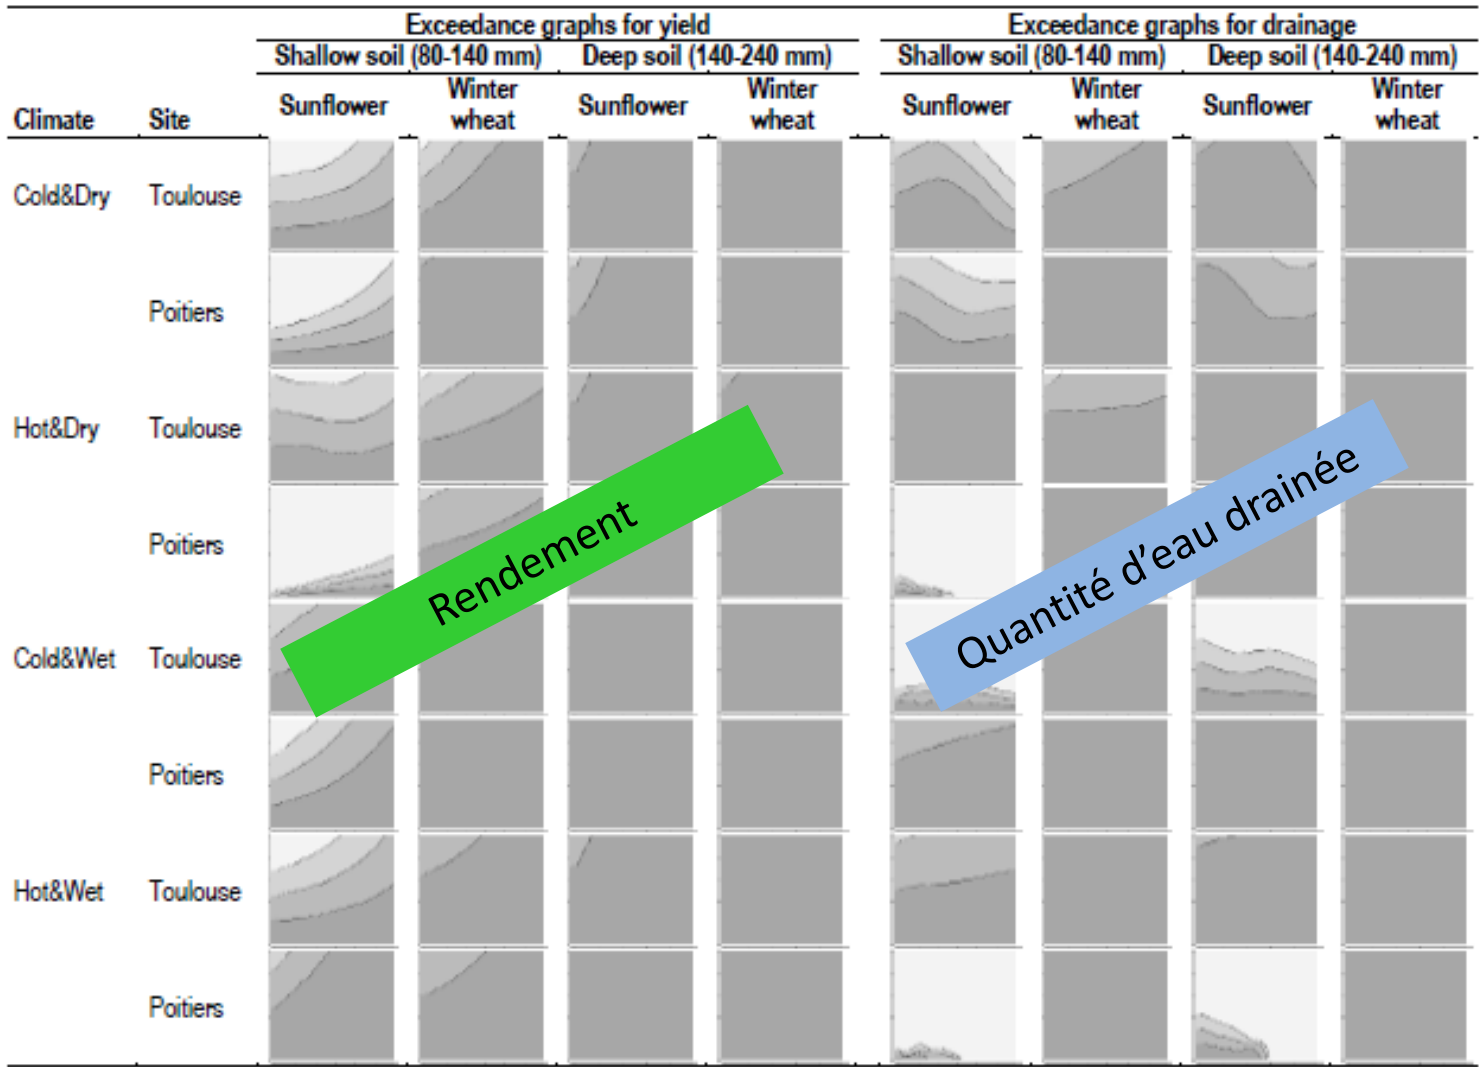 Exceedance graphs for yield Exceedance graphs for drainage
Shallow soil (80-140 mm) Deep soil (140-240 mm) Shallow soil (80-140 mm) Deep soil (140-240 mm)
Climate Site Sunflower Winter wheat Sunflower Winter wheat Sunflower Winter wheat Sunflower Winter wheat
Cold&Dry Toulouse
Poitiers
Hot&Dry Toulouse
Poitiers
Cold&Wet Toulouse
Poitiers
Hot&Wet Toulouse
Poitiers
Rendement
Quantité d’eau drainée